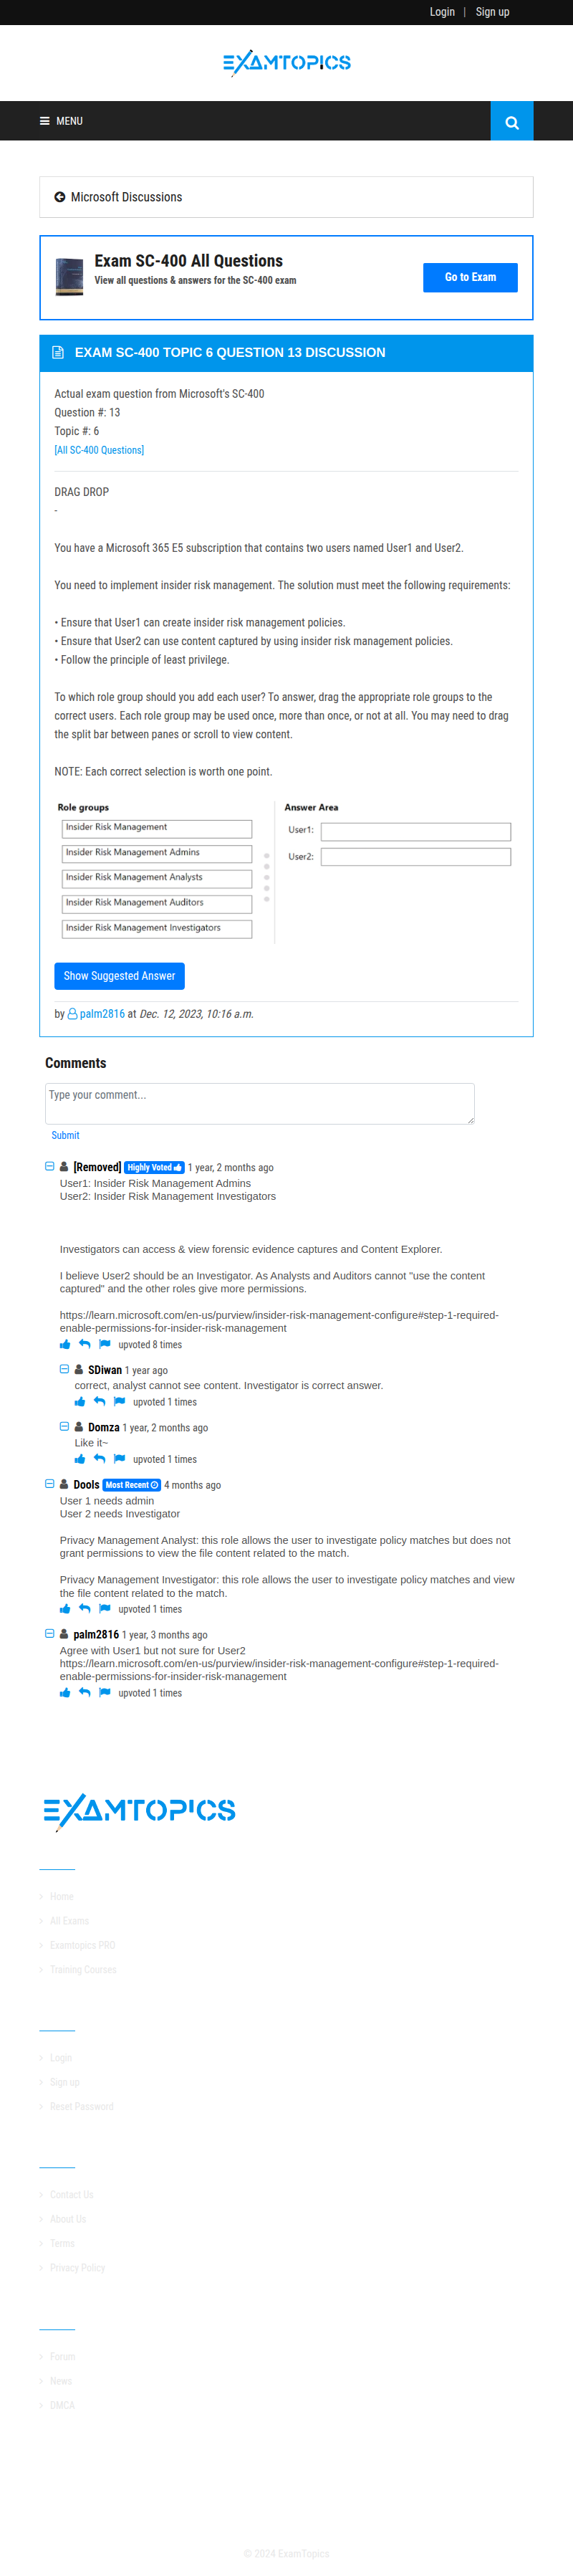 Login | Sign up
EXAMTOPICS
MENU
Microsoft Discussions
Exam SC-400 All Questions
View all questions & answers for the SC-400 exam
Go to Exam
EXAM SC-400 TOPIC 6 QUESTION 13 DISCUSSION
Actual exam question from Microsoft's SC-400
Question #: 13
Topic #: 6
[All SC-400 Questions]
DRAG DROP
-
You have a Microsoft 365 E5 subscription that contains two users named User1 and User2.
You need to implement insider risk management. The solution must meet the following requirements:
• Ensure that User1 can create insider risk management policies.
• Ensure that User2 can use content captured by using insider risk management policies.
• Follow the principle of least privilege.
To which role group should you add each user? To answer, drag the appropriate role groups to the
correct users. Each role group may be used once, more than once, or not at all. You may need to drag
the split bar between panes or scroll to view content.
NOTE: Each correct selection is worth one point.
Role groups
Insider Risk Management
Insider Risk Management Admins
Insider Risk Management Analysts
Insider Risk Management Auditors
Insider Risk Management Investigators
Answer Area
User1:
User2:
Show Suggested Answer
by palm2816 at Dec. 12, 2023, 10:16 a.m.
Comments
Type your comment...
Submit
[Removed] Highly Voted 1 year, 2 months ago
User1: Insider Risk Management Admins
User2: Insider Risk Management Investigators
Investigators can access & view forensic evidence captures and Content Explorer.
I believe User2 should be an Investigator. As Analysts and Auditors cannot "use the content
captured" and the other roles give more permissions.
https://learn.microsoft.com/en-us/purview/insider-risk-management-configure#step-1-required-
enable-permissions-for-insider-risk-management
upvoted 8 times
SDiwan 1 year ago
correct, analyst cannot see content. Investigator is correct answer.
upvoted 1 times
Domza 1 year, 2 months ago
Like it~
upvoted 1 times
Dools Most Recent 4 months ago
User 1 needs admin
User 2 needs Investigator
Privacy Management Analyst: this role allows the user to investigate policy matches but does not
grant permissions to view the file content related to the match.
Privacy Management Investigator: this role allows the user to investigate policy matches and view
the file content related to the match.
upvoted 1 times
palm2816 1 year, 3 months ago
Agree with User1 but not sure for User2
https://learn.microsoft.com/en-us/purview/insider-risk-management-configure#step-1-required-
enable-permissions-for-insider-risk-management
upvoted 1 times
EXAMTOPICS
Home
All Exams
Examtopics PRO
Training Courses
Login
Sign up
Reset Password
Contact Us
About Us
Terms
Privacy Policy
Forum
News
DMCA
© 2024 ExamTopics